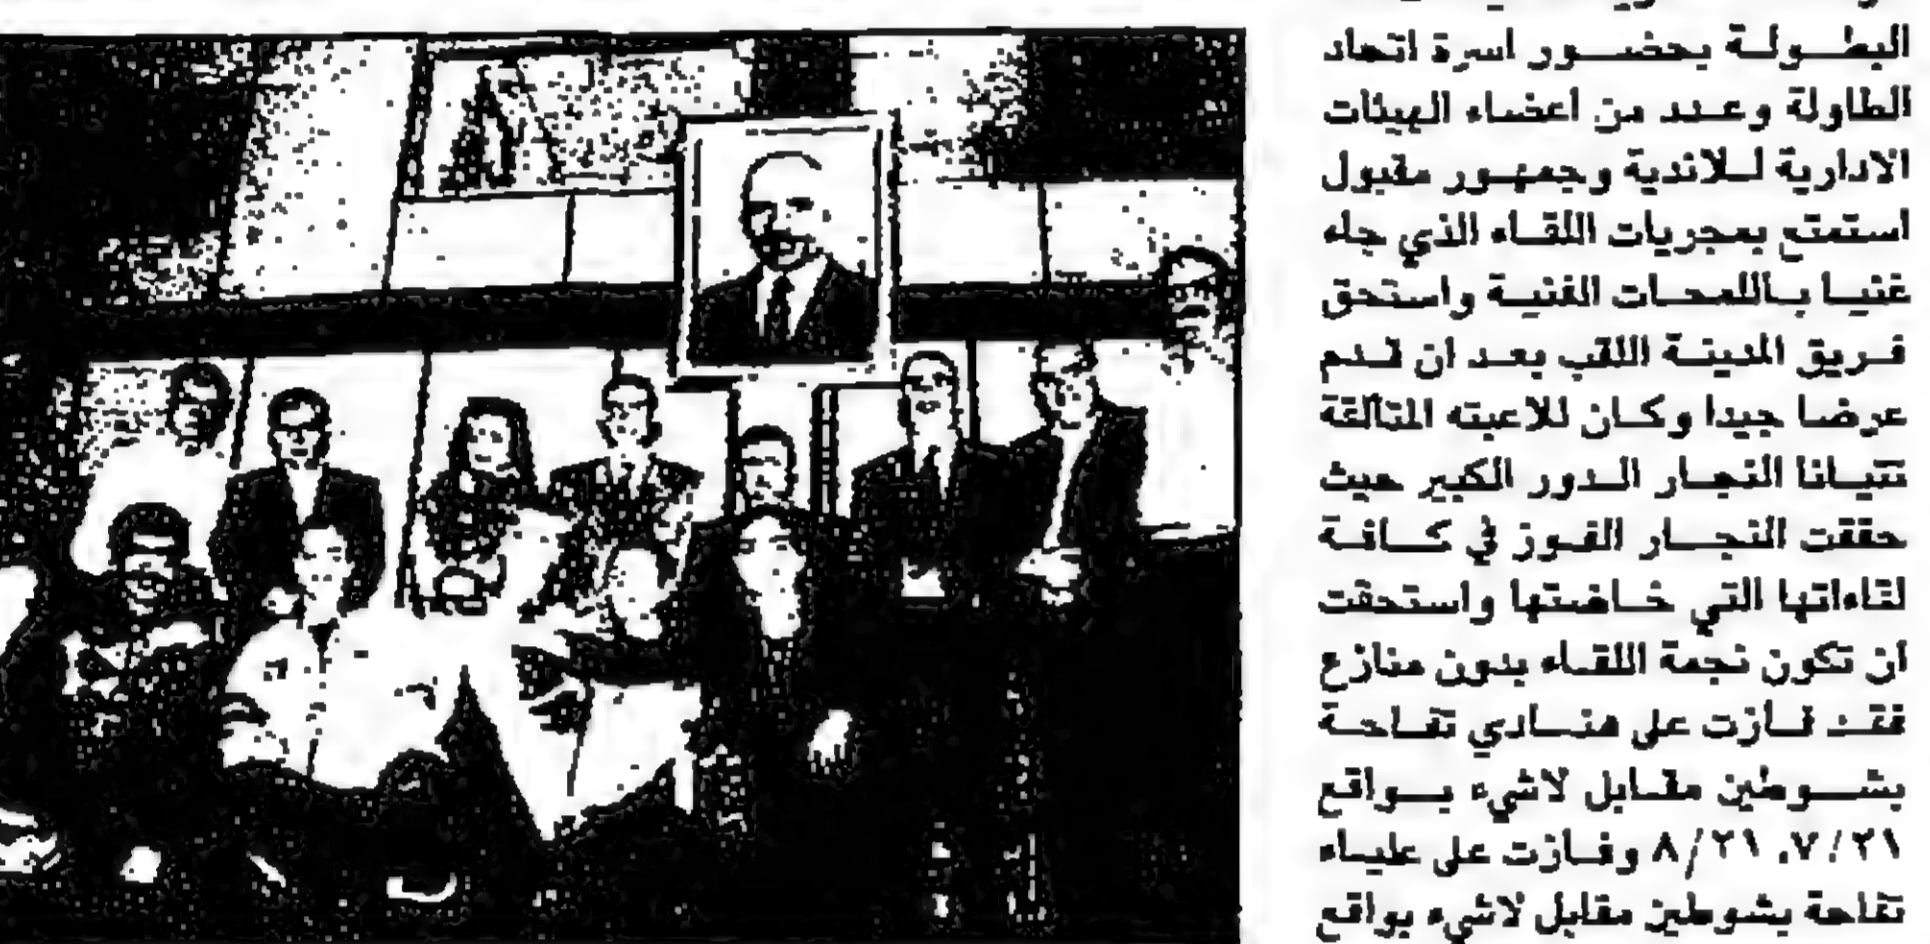 البطولة بحضور اسرة اتحاد
الطاولة وعدد من اعضاء الهيئات
الادارية للاندية وجمهور مقبول
استمتع بمجريات اللقاء الذي جاء
غنيا باللمحات الفنية واستحق
فريق المدينة اللقب بعد ان قدم
عرضا جيدا وكان للاعبته المتالقة
تتيانا النجار الدور الكبير حيث
حققت النجار الفوز في كافة
لقاءاتها التي خاضتها واستحقت
ان تكون نجمة اللقاء بدون منازع
فقد فازت على هنادي تفاحة
بشوطين مقابل لاشيء بواقع
٧/٢١، ٨/٢١ وفازت على علياء
تفاحة بشوطين مقابل لاشيء بواقع